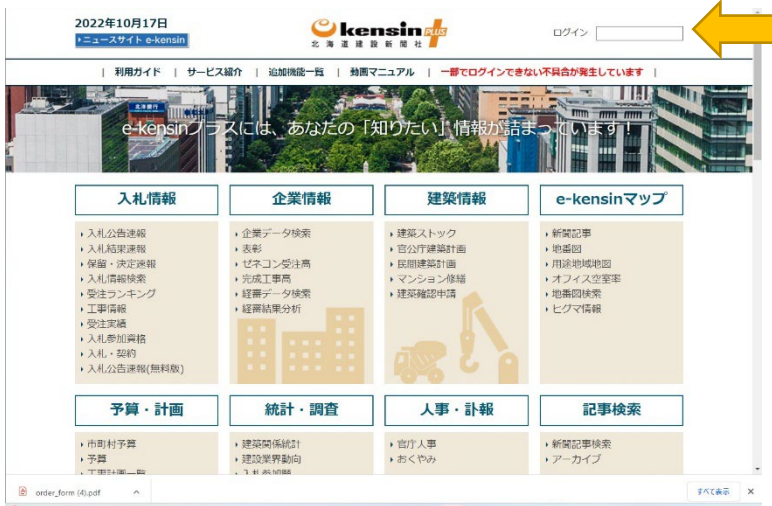 2022年10月17日
▸ニュースサイト e-kensin
kensin PLUS
北海道建設新聞社
ログイン
| 利用ガイド | サービス紹介 | 追加機能一覧 | 動画マニュアル | 一部でログインできない不具合が発生しています |
北洋銀行
e-kensinプラスには、あなたの「知りたい」情報が詰まっています！
入札情報
入札公告速報
入札結果速報
保留・決定速報
入札情報検索
受注ランキング
工事情報
受注実績
入札参加資格
入札・契約
入札公告速報(無料版)
企業情報
企業データ検索
表彰
ゼネコン受注高
完成工事高
経審データ検索
経審結果分析
建築情報
建築ストック
官公庁建築計画
民間建築計画
マンション修繕
建築確認申請
e-kensinマップ
新聞記事
地番図
用途地域地図
オフィス空室率
地番図検索
ヒグマ情報
予算・計画
市町村予算
予算
工事計画一覧
統計・調査
建築関係統計
建設業界動向
入札参加願
人事・訃報
官庁人事
おくやみ
記事検索
新聞記事検索
アーカイブ
order_form (4).pdf
すべて表示